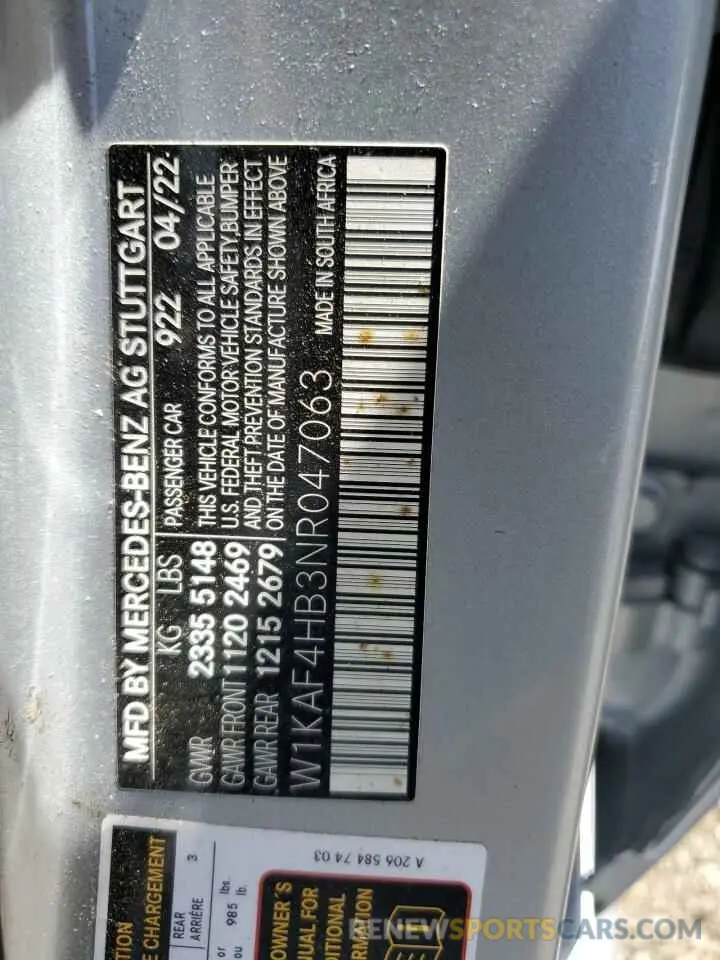 MFD BY MERCEDES-BENZ AG STUTTGART
KG LBS PASSENGER CAR 922 04/22
GVWR 2335 5148 THIS VEHICLE CONFORMS TO ALL APPLICABLE
GAWR FRONT 1120 2469 U.S. FEDERAL MOTOR VEHICLE SAFETY, BUMPER
GAWR REAR 1215 2679 AND THEFT PREVENTION STANDARDS IN EFFECT
ON THE DATE OF MANUFACTURE SHOWN ABOVE
W1KAF4HB3NR047063 MADE IN SOUTH AFRICA
E CHARGEMENT
REAR 3
ARRIÈRE
or 985 lbs.
ou lb.
A 206 584 74 03
OWNER'S
RENEWSPORTSCARS.COM